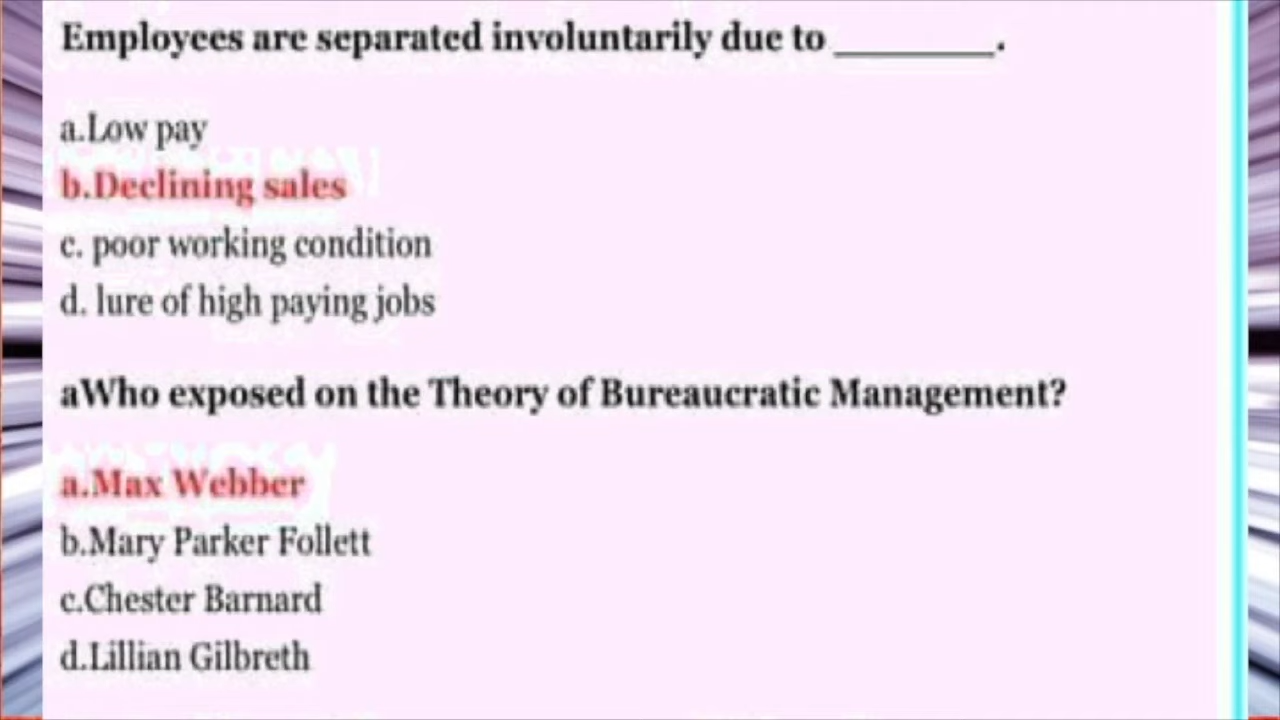 Employees are separated involuntarily due to ________.
a.Low pay
b.Declining sales
c. poor working condition
d. lure of high paying jobs
aWho exposed on the Theory of Bureaucratic Management?
a.Max Webber
b.Mary Parker Follett
c.Chester Barnard
d.Lillian Gilbreth